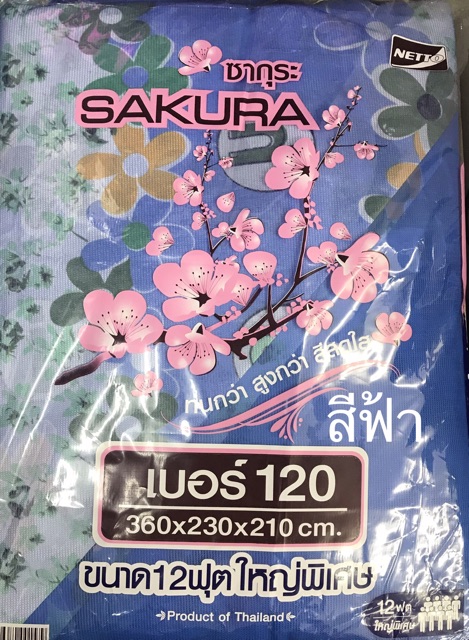 NETTO
ซากุระ
SAKURA
ทนกว่า สูงกว่า สีสดใส
สีฟ้า
เบอร์ 120
360x230x210 cm.
ขนาด12ฟุตใหญ่พิเศษ
Product of Thailand
12ฟุต
ใหญ่พิเศษ